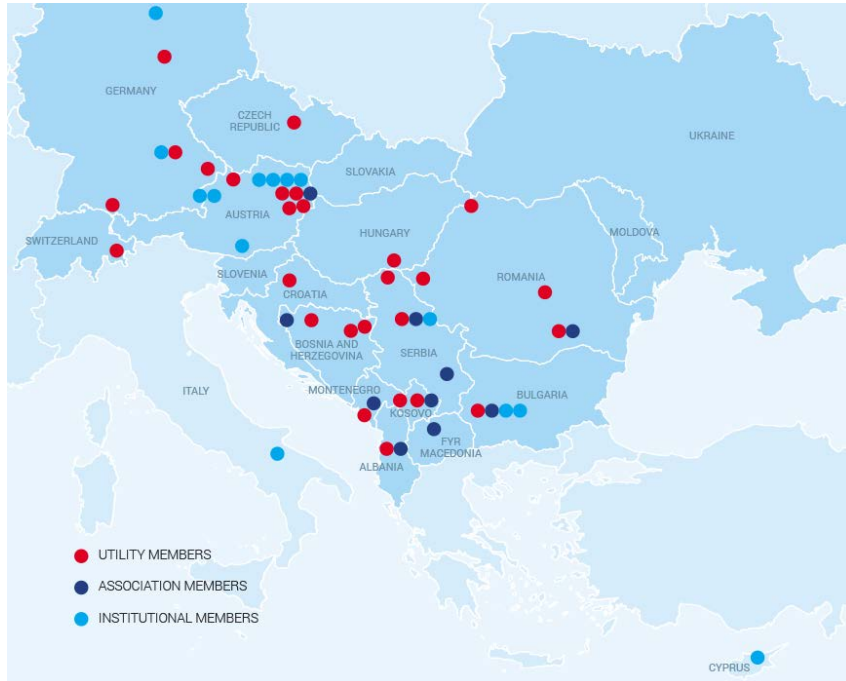 GERMANY
CZECH
REPUBLIC
UKRAINE
SLOVAKIA
AUSTRIA
SWITZERLAND
HUNGARY
MOLDOVA
SLOVENIA
ROMANIA
CROATIA
BOSNIA AND
HERZEGOVINA
SERBIA
ITALY
MONTENEGRO
BULGARIA
KOSOVO
FYR
MACEDONIA
ALBANIA
UTILITY MEMBERS
ASSOCIATION MEMBERS
INSTITUTIONAL MEMBERS
CYPRUS